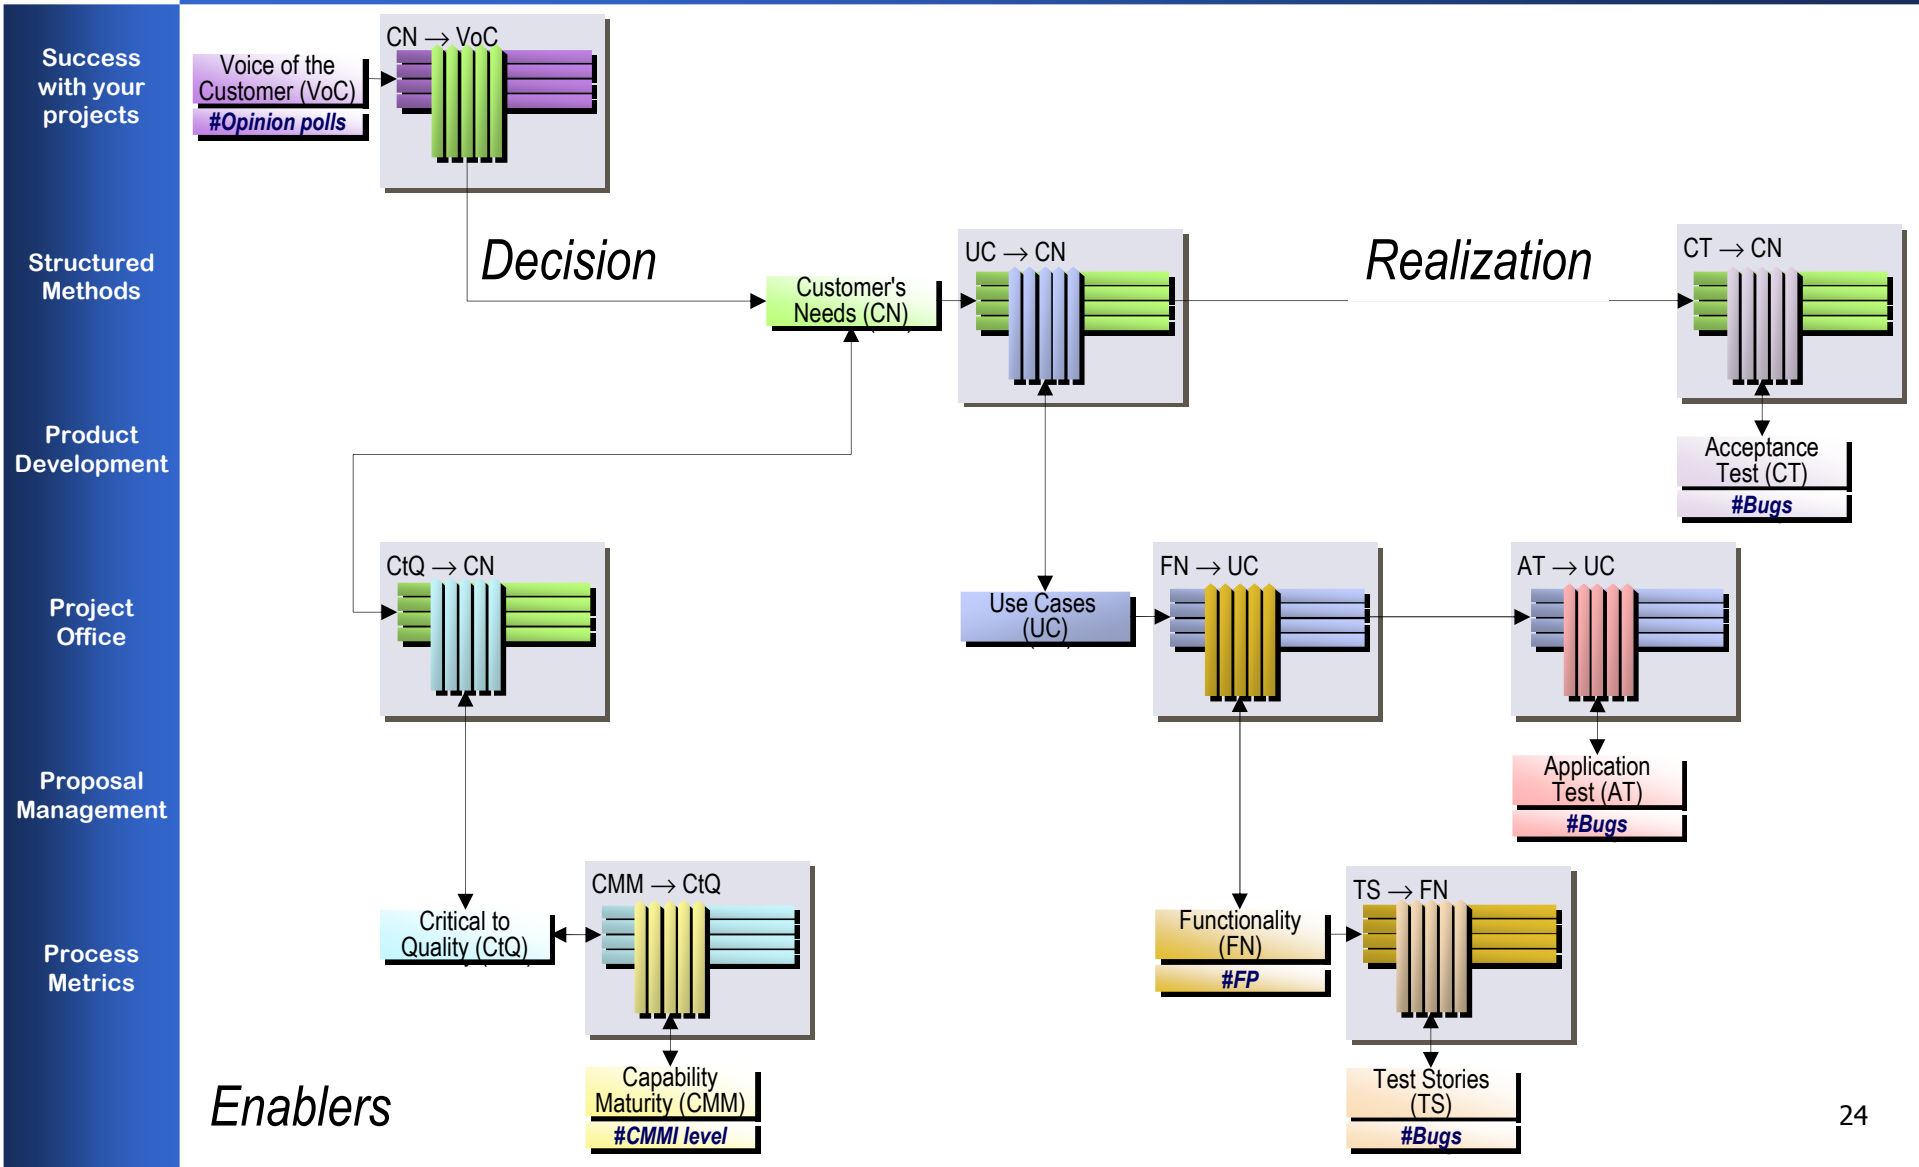 Success
with your
projects
Structured
Methods
Product
Development
Project
Office
Proposal
Management
Process
Metrics
Voice of the
Customer (VoC)
#Opinion polls
CN → VoC
Decision
Customer's
Needs (CN)
UC → CN
Realization
CT → CN
Acceptance
Test (CT)
#Bugs
CtQ → CN
Use Cases
(UC)
FN → UC
AT → UC
Application
Test (AT)
#Bugs
Critical to
Quality (CtQ)
CMM → CtQ
Functionality
(FN)
#FP
TS → FN
Capability
Maturity (CMM)
#CMMI level
Test Stories
(TS)
#Bugs
Enablers
24